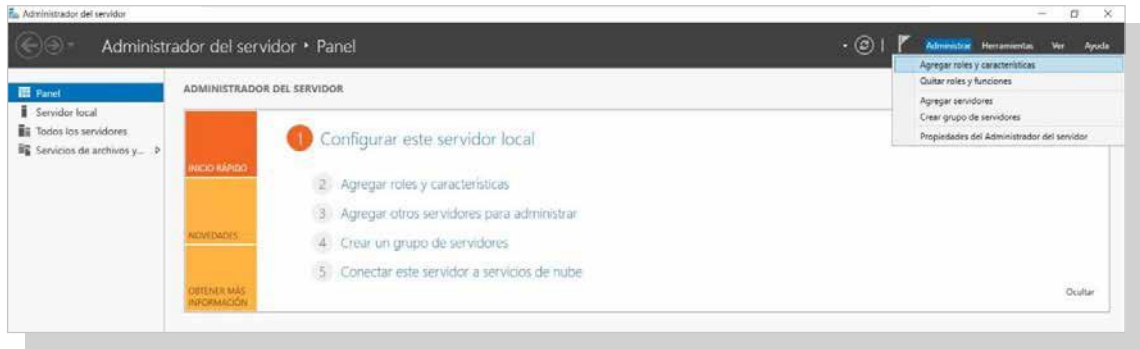 Administrador del servidor
Administrador del servidor • Panel
Administrar Herramientas Ver Ayuda
Agregar roles y características
Quitar roles y funciones
Agregar servidores
Crear grupo de servidores
Propiedades del Administrador del servidor
Panel
Servidor local
Todos los servidores
Servicios de archivos y...
ADMINISTRADOR DEL SERVIDOR
INICIO RÁPIDO
NOVEDADES
OBTENER MÁS
INFORMACIÓN
1 Configurar este servidor local
2 Agregar roles y características
3 Agregar otros servidores para administrar
4 Crear un grupo de servidores
5 Conectar este servidor a servicios de nube
Ocultar